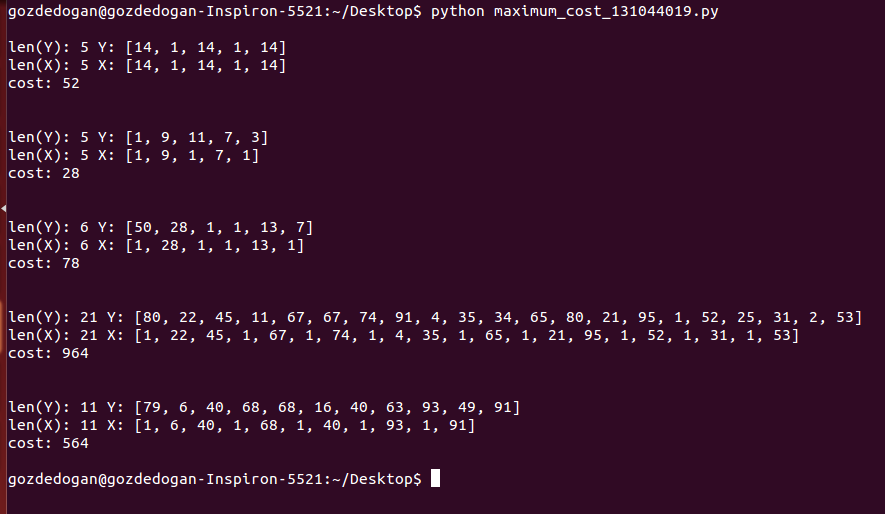 gozdedogan@gozdedogan-Inspiron-5521:~/Desktop$ python maximum_cost_131044019.py
len(Y): 5 Y: [14, 1, 14, 1, 14]
len(X): 5 X: [14, 1, 14, 1, 14]
cost: 52
len(Y): 5 Y: [1, 9, 11, 7, 3]
len(X): 5 X: [1, 9, 1, 7, 1]
cost: 28
len(Y): 6 Y: [50, 28, 1, 1, 13, 7]
len(X): 6 X: [1, 28, 1, 1, 13, 1]
cost: 78
len(Y): 21 Y: [80, 22, 45, 11, 67, 67, 74, 91, 4, 35, 34, 65, 80, 21, 95, 1, 52, 25, 31, 2, 53]
len(X): 21 X: [1, 22, 45, 1, 67, 1, 74, 1, 4, 35, 1, 65, 1, 21, 95, 1, 52, 1, 31, 1, 53]
cost: 964
len(Y): 11 Y: [79, 6, 40, 68, 68, 16, 40, 63, 93, 49, 91]
len(X): 11 X: [1, 6, 40, 1, 68, 1, 40, 1, 93, 1, 91]
cost: 564
gozdedogan@gozdedogan-Inspiron-5521:~/Desktop$